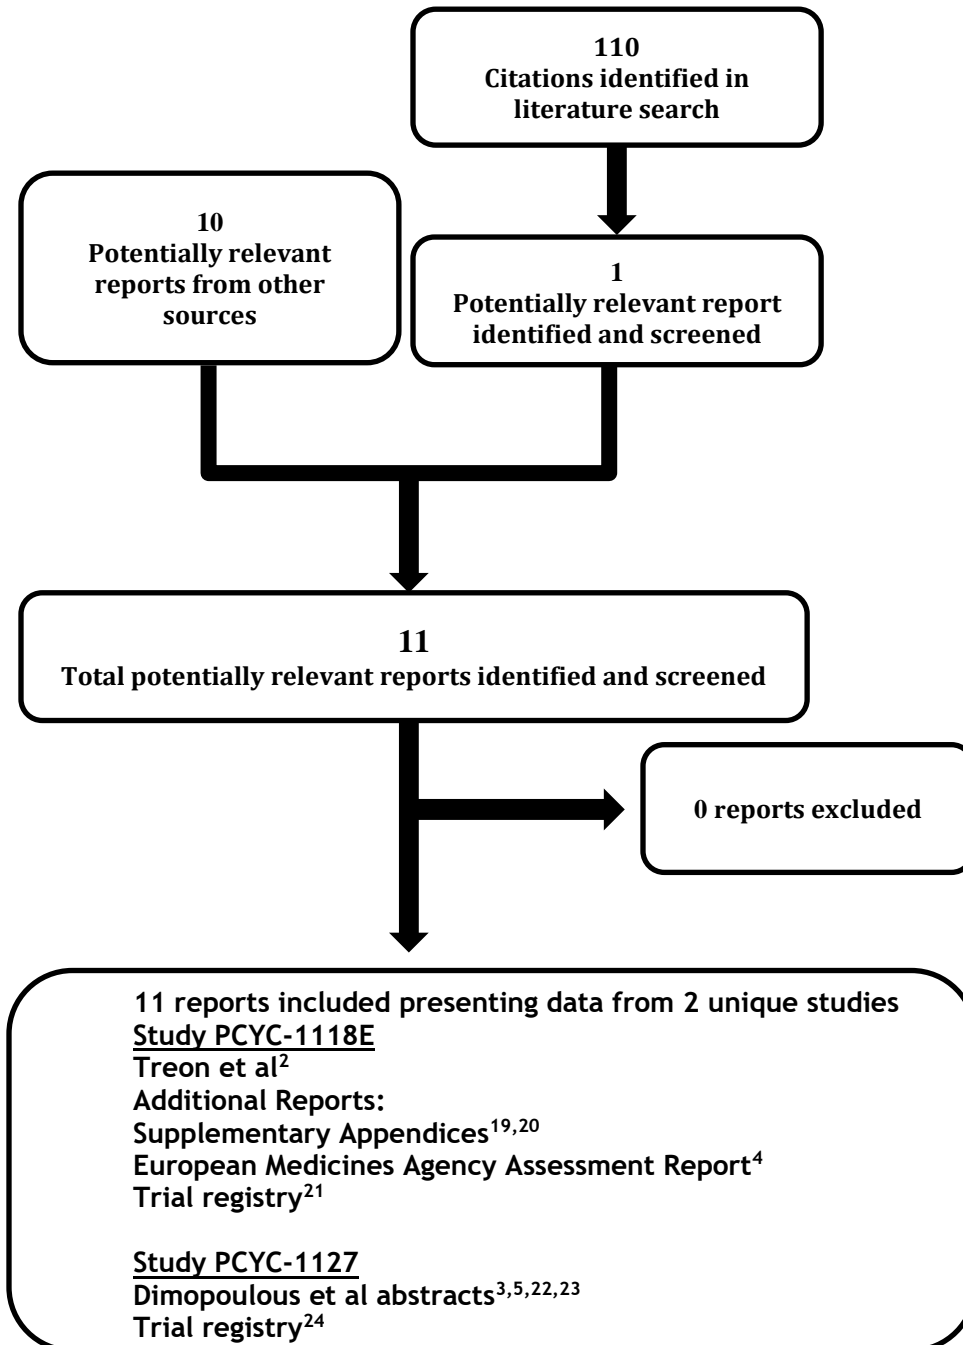 110
Citations identified in
literature search
10
Potentially relevant
reports from other
sources
1
Potentially relevant report
identified and screened
11
Total potentially relevant reports identified and screened
0 reports excluded
11 reports included presenting data from 2 unique studies
Study PCYC-1118E
Treon et al2
Additional Reports:
Supplementary Appendices19,20
European Medicines Agency Assessment Report4
Trial registry21
Study PCYC-1127
Dimopoulous et al abstracts3,5,22,23
Trial registry24